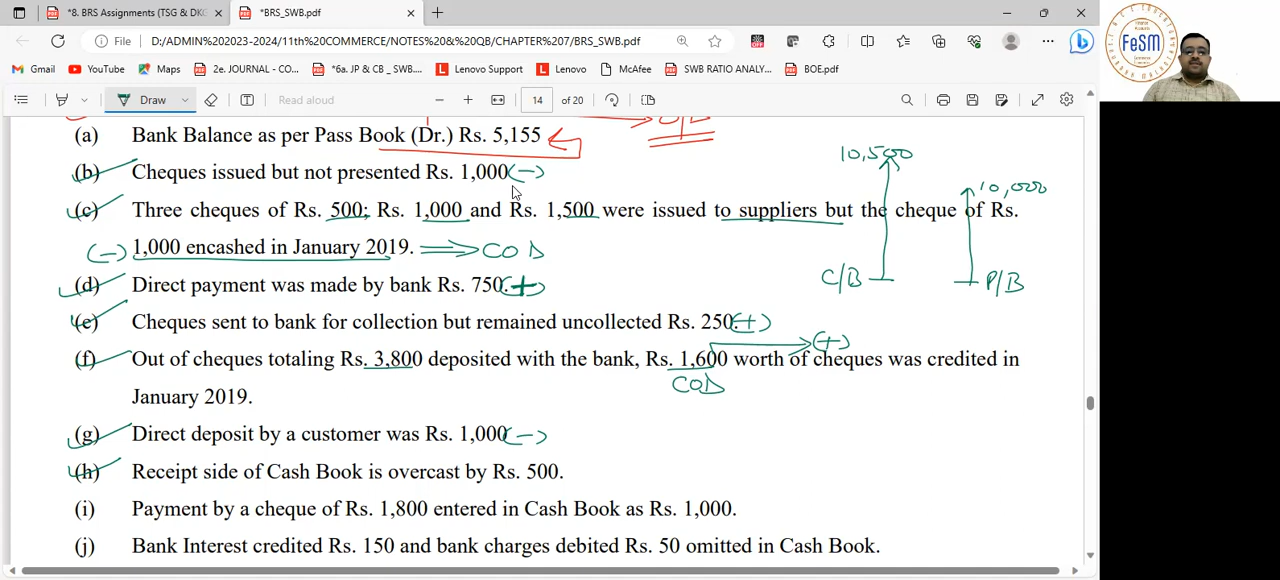 *8. BRS Assignments (TSG & DKG
*BRS_SWB.pdf
File
D:/ADMIN%202023-2024/11th%20COMMERCE/NOTES%20
QB/CHAPTER%207/BRS_SWB.pdf
Gmail
YouTube
Maps
2e. JOURNAL - CO...
*6a. JP & CB _ SWB....
Lenovo Support
Lenovo
McAfee
SWB RATIO ANALY...
BOE.pdf
Draw
Read aloud
14 of 20
FeSM
(a) Bank Balance as per Pass Book (Dr.) Rs. 5,155
(b) Cheques issued but not presented Rs. 1,000 (-)
(c) Three cheques of Rs. 500; Rs. 1,000 and Rs. 1,500 were issued to suppliers but the cheque of Rs.
(-) 1,000 encashed in January 2019. ⟹ COD
10,500
10,000
C/B
P/B
(d) Direct payment was made by bank Rs. 750. (+)
(e) Cheques sent to bank for collection but remained uncollected Rs. 250. (+)
(+)
(f) Out of cheques totaling Rs. 3,800 deposited with the bank, Rs. 1,600 worth of cheques was credited in
COD
January 2019.
(g) Direct deposit by a customer was Rs. 1,000 (-)
(h) Receipt side of Cash Book is overcast by Rs. 500.
(i) Payment by a cheque of Rs. 1,800 entered in Cash Book as Rs. 1,000.
(j) Bank Interest credited Rs. 150 and bank charges debited Rs. 50 omitted in Cash Book.